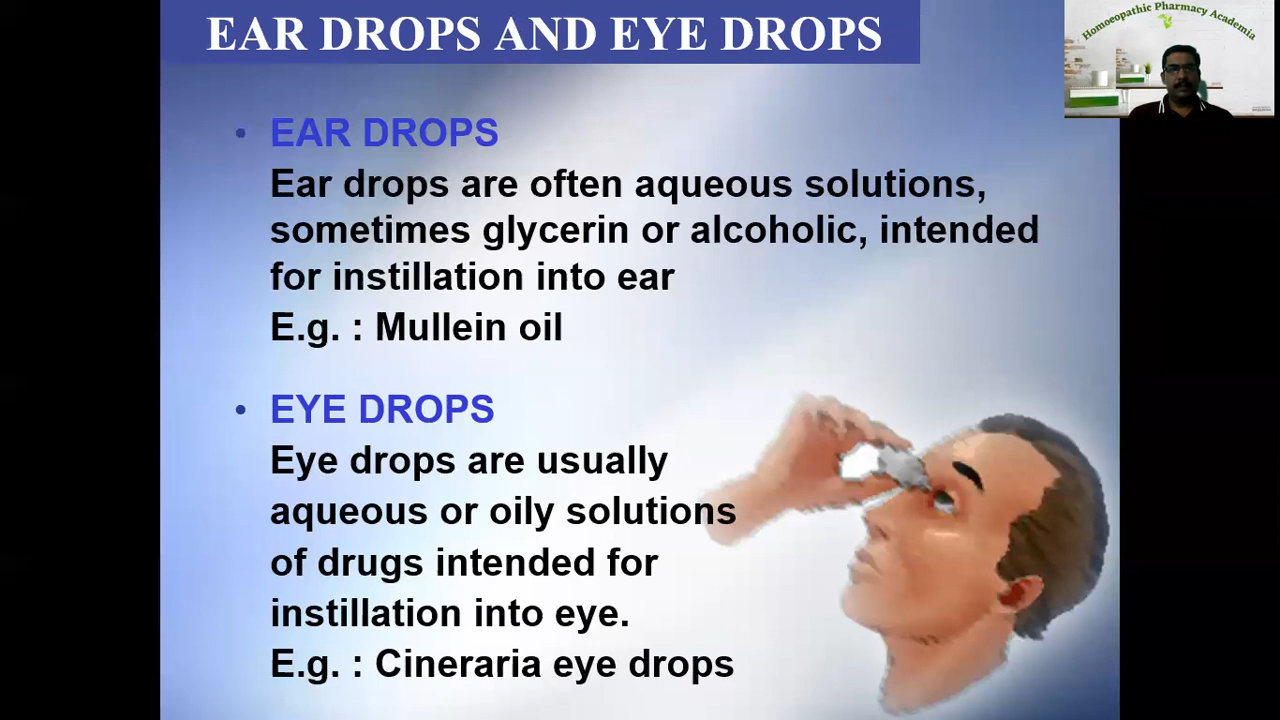 EAR DROPS AND EYE DROPS
Homoeopathic Pharmacy Academia
• EAR DROPS
Ear drops are often aqueous solutions,
sometimes glycerin or alcoholic, intended
for instillation into ear
E.g. : Mullein oil
• EYE DROPS
Eye drops are usually
aqueous or oily solutions
of drugs intended for
instillation into eye.
E.g. : Cineraria eye drops